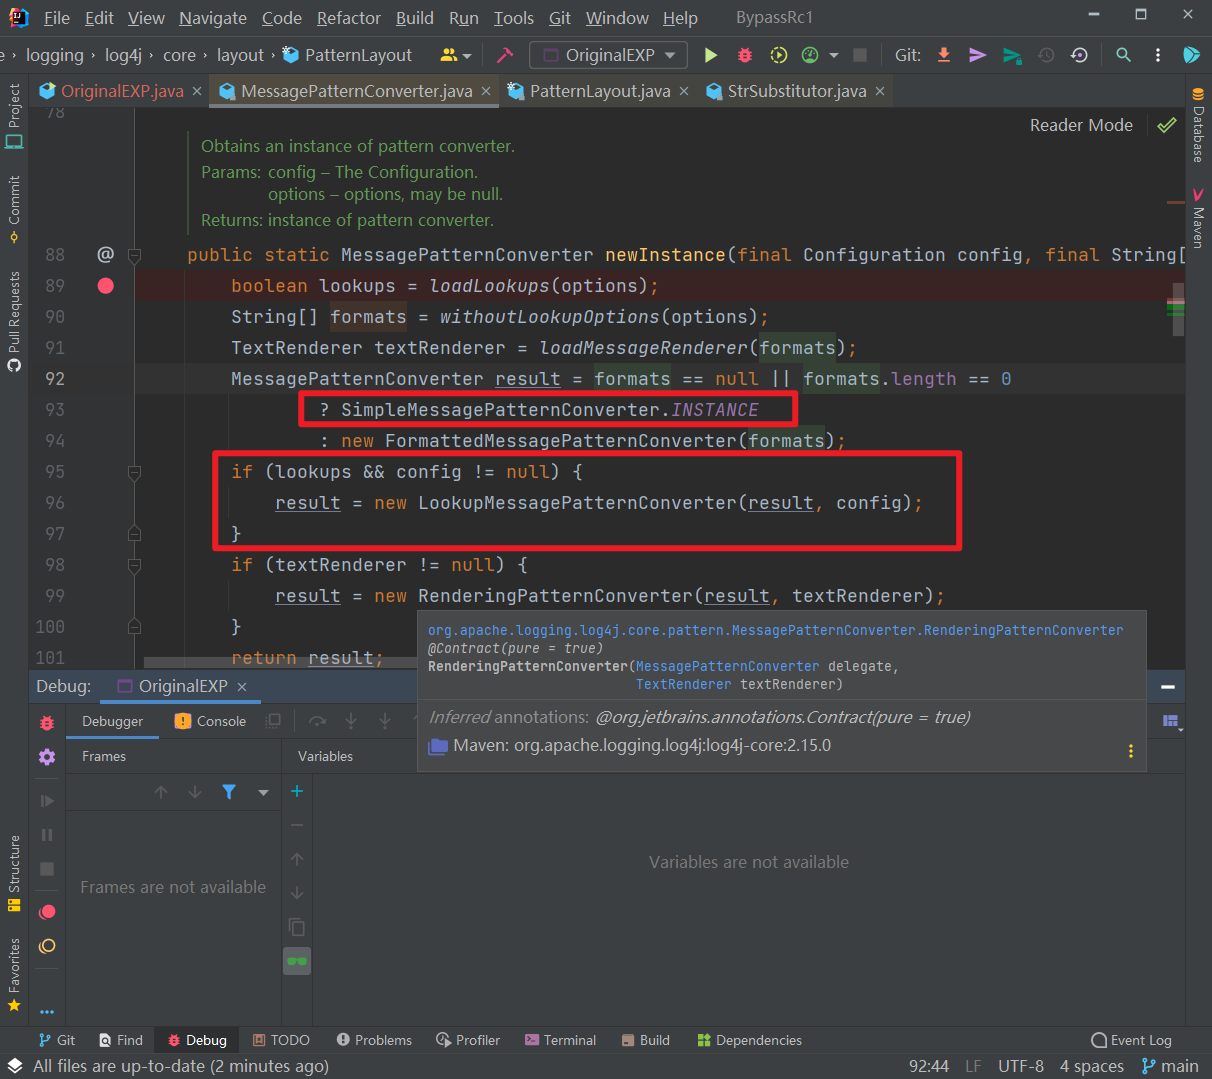 File Edit View Navigate Code Refactor Build Run Tools Git Window Help BypassRc1
e › logging › log4j › core › layout › PatternLayout OriginalEXP Git:
OriginalEXP.java × MessagePatternConverter.java × PatternLayout.java × StrSubstitutor.java ×
78
Reader Mode
Obtains an instance of pattern converter.
Params: config – The Configuration.
options – options, may be null.
Returns: instance of pattern converter.
88 @ public static MessagePatternConverter newInstance(final Configuration config, final String[
89 boolean lookups = loadLookups(options);
90 String[] formats = withoutLookupOptions(options);
91 TextRenderer textRenderer = loadMessageRenderer(formats);
92 MessagePatternConverter result = formats == null || formats.length == 0
93 ? SimpleMessagePatternConverter.INSTANCE
94 : new FormattedMessagePatternConverter(formats);
95 if (lookups && config != null) {
96 result = new LookupMessagePatternConverter(result, config);
97 }
98 if (textRenderer != null) {
99 result = new RenderingPatternConverter(result, textRenderer);
100 }
101 return result;
org.apache.logging.log4j.core.pattern.MessagePatternConverter.RenderingPatternConverter
@Contract(pure = true)
RenderingPatternConverter(MessagePatternConverter delegate,
TextRenderer textRenderer)
Inferred annotations: @org.jetbrains.annotations.Contract(pure = true)
Maven: org.apache.logging.log4j:log4j-core:2.15.0
Debug: OriginalEXP ×
Debugger Console
Frames Variables
Frames are not available
Variables are not available
Project
Commit
Pull Requests
Structure
Favorites
Database
Maven
Git Find Debug TODO Problems Profiler Terminal Build Dependencies Event Log
All files are up-to-date (2 minutes ago) 92:44 LF UTF-8 4 spaces main